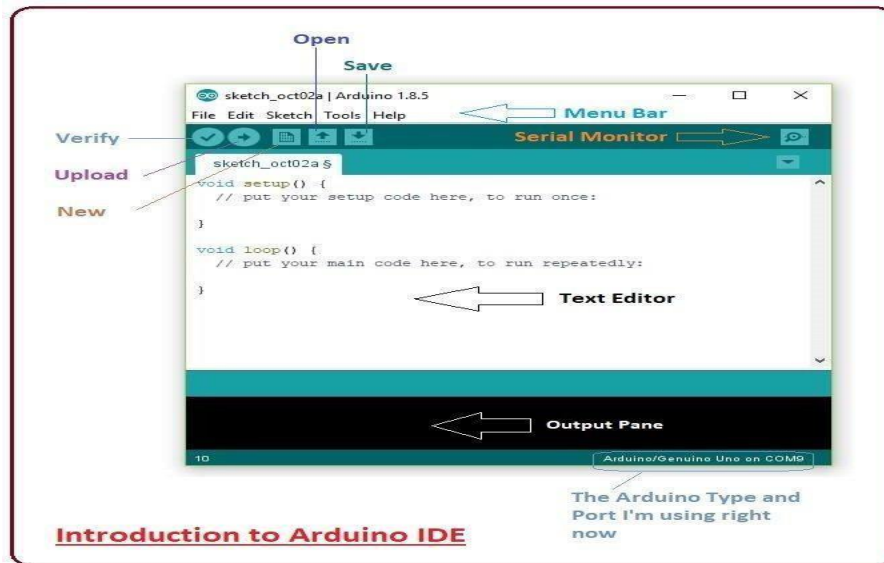 Open
Save
sketch_oct02a | Arduino 1.8.5
File Edit Sketch Tools Help
Menu Bar
Verify
Serial Monitor
sketch_oct02a §
Upload
New
void setup() {
// put your setup code here, to run once:
}
void loop() {
// put your main code here, to run repeatedly:
}
Text Editor
Output Pane
10
Arduino/Genuino Uno on COM9
The Arduino Type and
Port I'm using right
now
Introduction to Arduino IDE